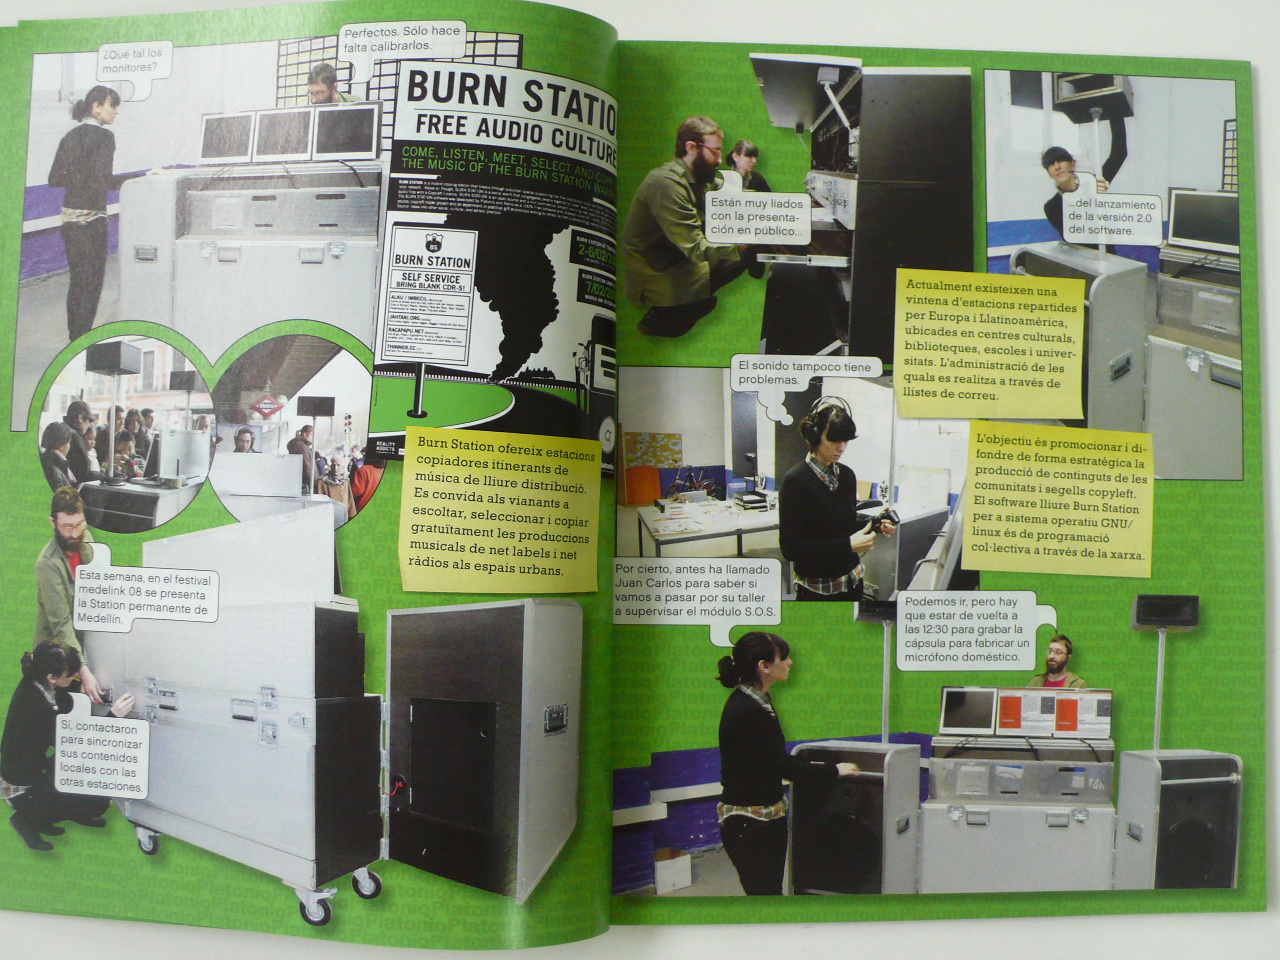 ¿Qué tal los
monitores?
Perfectos. Sólo hace
falta calibrarlos.
BURN STATION
FREE AUDIO CULTURE
COME, LISTEN, MEET, SELECT AND COPY
THE MUSIC OF THE BURN STATION
BS
BURN STATION
SELF SERVICE
BRING BLANK CDR-S!
ALKU / IMBECIL
JAHTARI.ORG
RACAPAPU.NET
THINNER.CC
2-6/02/
7/02/
REALITY
ADDICTS
Burn Station ofereix estacions
copiadores itinerants de
música de lliure distribució.
Es convida als vianants a
escoltar, seleccionar i copiar
gratuïtament les produccions
musicals de net labels i net
ràdios als espais urbans.
Esta semana, en el festival
medelink 08 se presenta
la Station permanente de
Medellín.
Sí, contactaron
para sincronizar
sus contenidos
locales con las
otras estaciones.
Están muy liados
con la presenta-
ción en público...
...del lanzamiento
de la versión 2.0
del software.
Actualment existeixen una
vintena d'estacions repartides
per Europa i Llatinoamèrica,
ubicades en centres culturals,
biblioteques, escoles i univer-
sitats. L'administració de les
quals es realitza a través de
llistes de correu.
El sonido tampoco tiene
problemas.
L'objectiu és promocionar i di-
fondre de forma estratègica la
producció de continguts de les
comunitats i segells copyleft.
El software lliure Burn Station
per a sistema operatiu GNU/
linux és de programació
col·lectiva a través de la xarxa.
Por cierto, antes ha llamado
Juan Carlos para saber si
vamos a pasar por su taller
a supervisar el módulo S.O.S.
Podemos ir, pero hay
que estar de vuelta a
las 12:30 para grabar la
cápsula para fabricar un
micrófono doméstico.